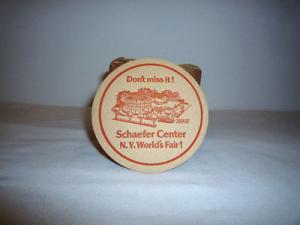 Don't miss it!
Schaefer Center
N.Y. World's Fair!